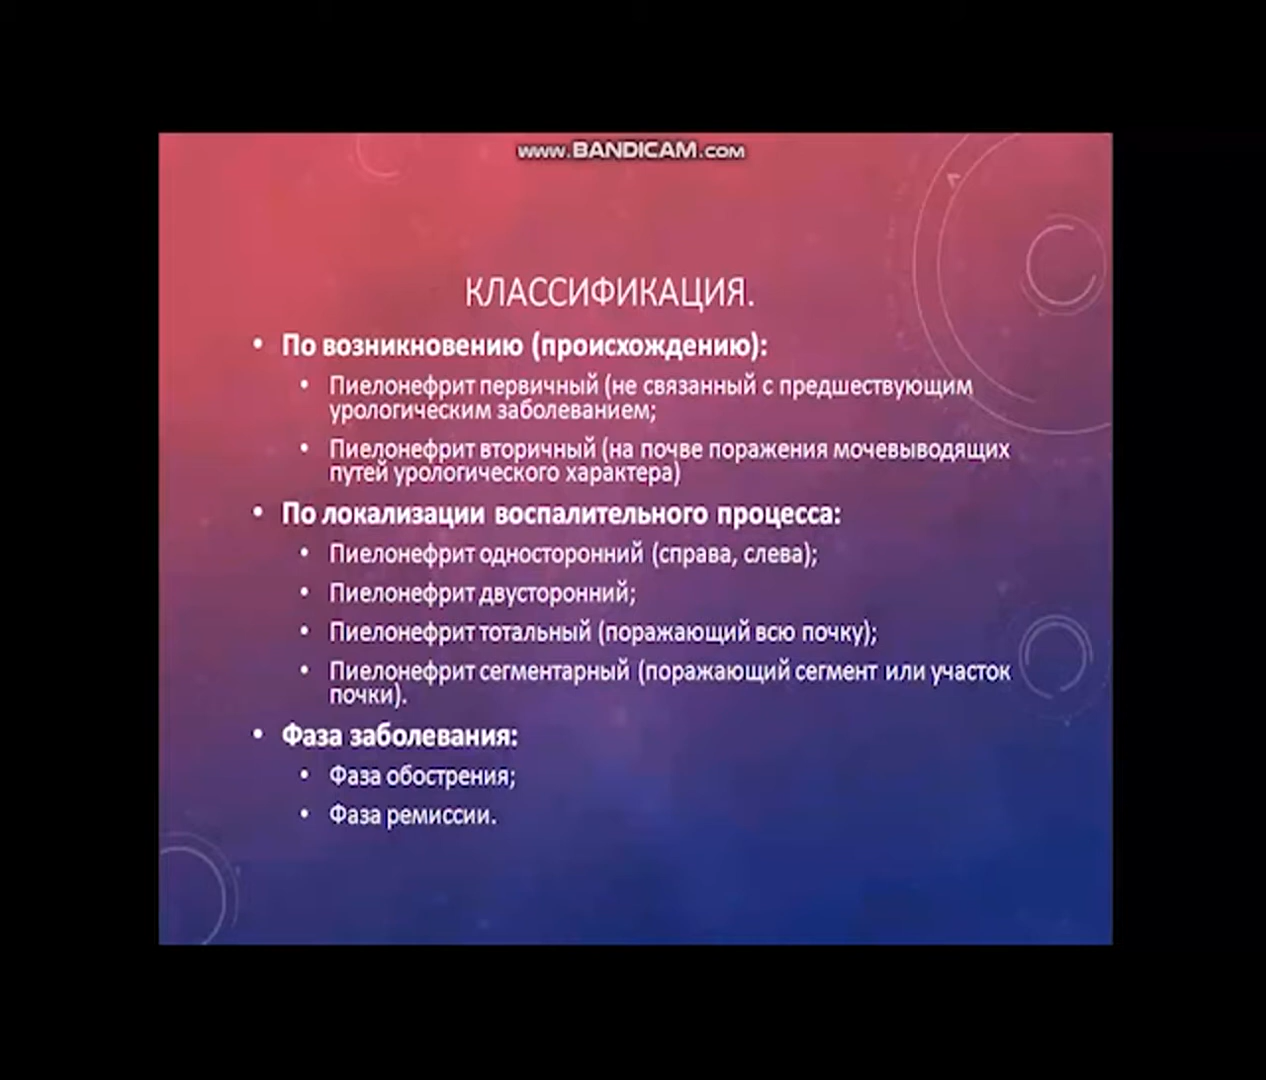 www.BANDICAM.COM
КЛАССИФИКАЦИЯ.
• По возникновению (происхождению):
• Пиелонефрит первичный (не связанный с предшествующим
урологическим заболеванием;
• Пиелонефрит вторичный (на почве поражения мочевыводящих
путей урологического характера)
• По локализации воспалительного процесса:
• Пиелонефрит односторонний (справа, слева);
• Пиелонефрит двусторонний;
• Пиелонефрит тотальный (поражающий всю почку);
• Пиелонефрит сегментарный (поражающий сегмент или участок
почки).
• Фаза заболевания:
• Фаза обострения;
• Фаза ремиссии.